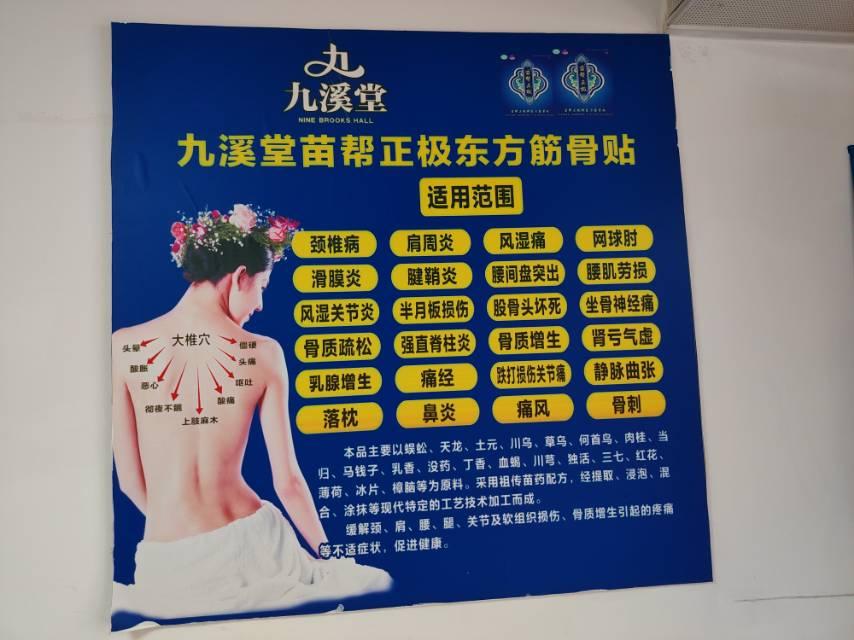 九
九溪堂
NINE BROOKS HALL
九溪堂苗帮正极东方筋骨贴
适用范围
颈椎病 肩周炎 风湿痛 网球肘
滑膜炎 腱鞘炎 腰间盘突出 腰肌劳损
风湿关节炎 半月板损伤 股骨头坏死 坐骨神经痛
骨质疏松 强直脊柱炎 骨质增生 肾亏气虚
乳腺增生 痛经 跌打损伤关节痛 静脉曲张
落枕 鼻炎 痛风 骨刺
大椎穴
头晕 僵硬
酸胀 头痛
恶心 呕吐
彻夜不眠 酸痛
上肢麻木
本品主要以蜈蚣、天龙、土元、川乌、草乌、何首乌、肉桂、当
归、马钱子、乳香、没药、丁香、血蝎、川芎、独活、三七、红花、
薄荷、冰片、樟脑等为原料。采用祖传苗药配方，经提取、浸泡、混
合、涂抹等现代特定的工艺技术加工而成。
缓解颈、肩、腰、腿、关节及软组织损伤、骨质增生引起的疼痛
等不适症状，促进健康。